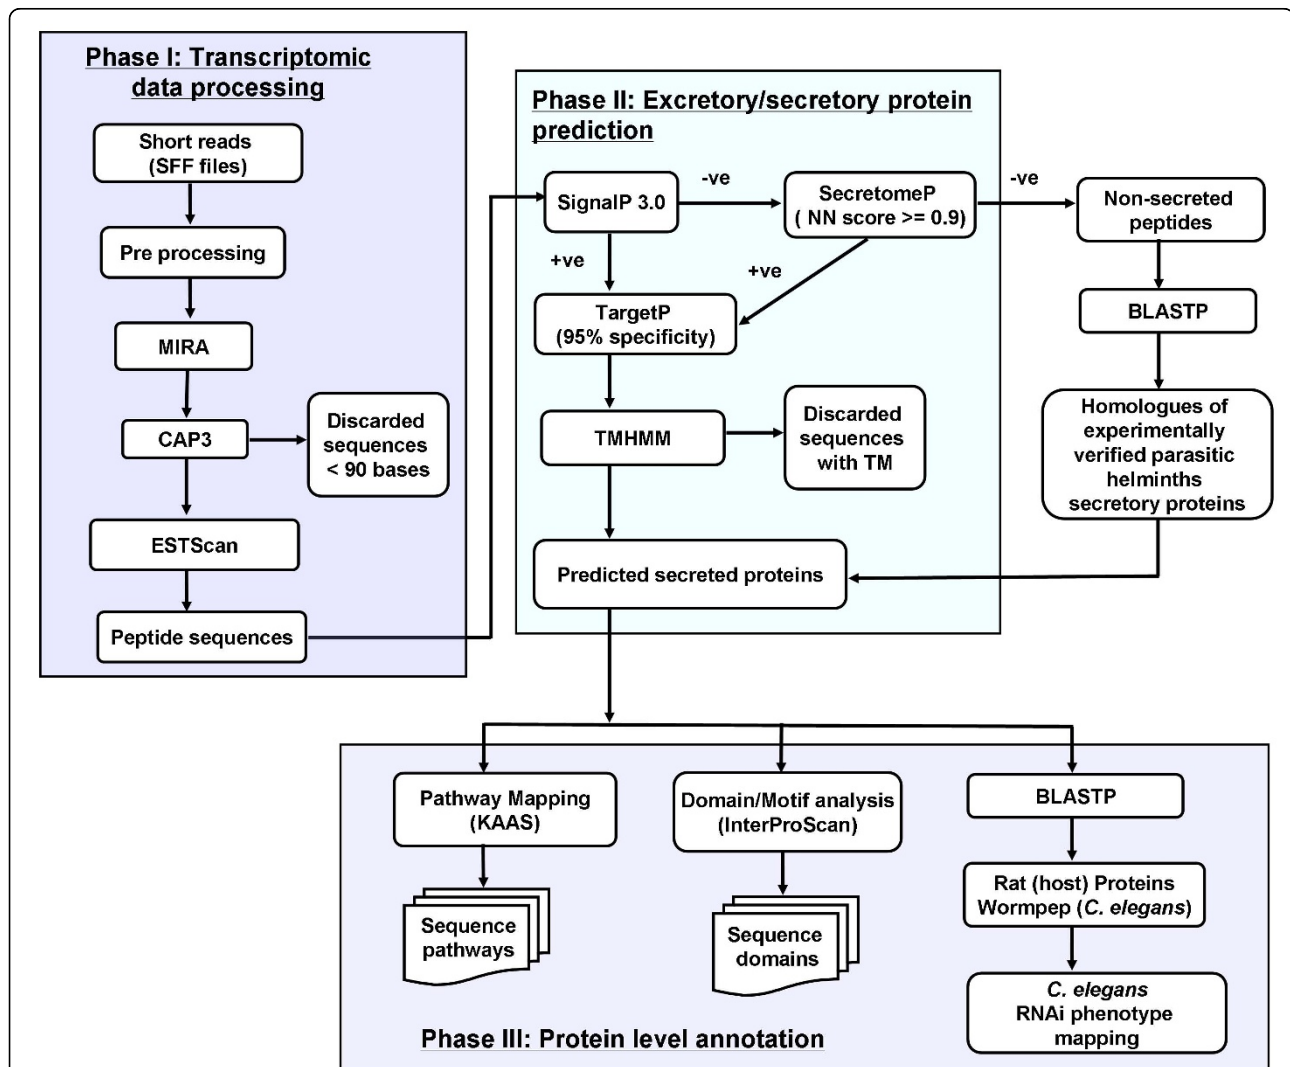 Phase I: Transcriptomic
data processing
Short reads
(SFF files)
Pre processing
MIRA
CAP3
Discarded
sequences
< 90 bases
ESTScan
Peptide sequences
Phase II: Excretory/secretory protein
prediction
SignalP 3.0
-ve
SecretomeP
( NN score >= 0.9)
-ve
Non-secreted
peptides
+ve
+ve
TargetP
(95% specificity)
BLASTP
TMHMM
Discarded
sequences
with TM
Homologues of
experimentally
verified parasitic
helminths
secretory proteins
Predicted secreted proteins
Pathway Mapping
(KAAS)
Domain/Motif analysis
(InterProScan)
BLASTP
Sequence
pathways
Sequence
domains
Rat (host) Proteins
Wormpep (C. elegans)
C. elegans
RNAi phenotype
mapping
Phase III: Protein level annotation